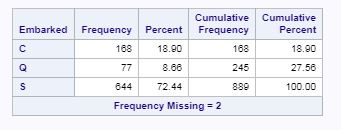 Embarked Frequency Percent Cumulative Frequency Cumulative Percent
C 168 18.90 168 18.90
Q 77 8.66 245 27.56
S 644 72.44 889 100.00
Frequency Missing = 2